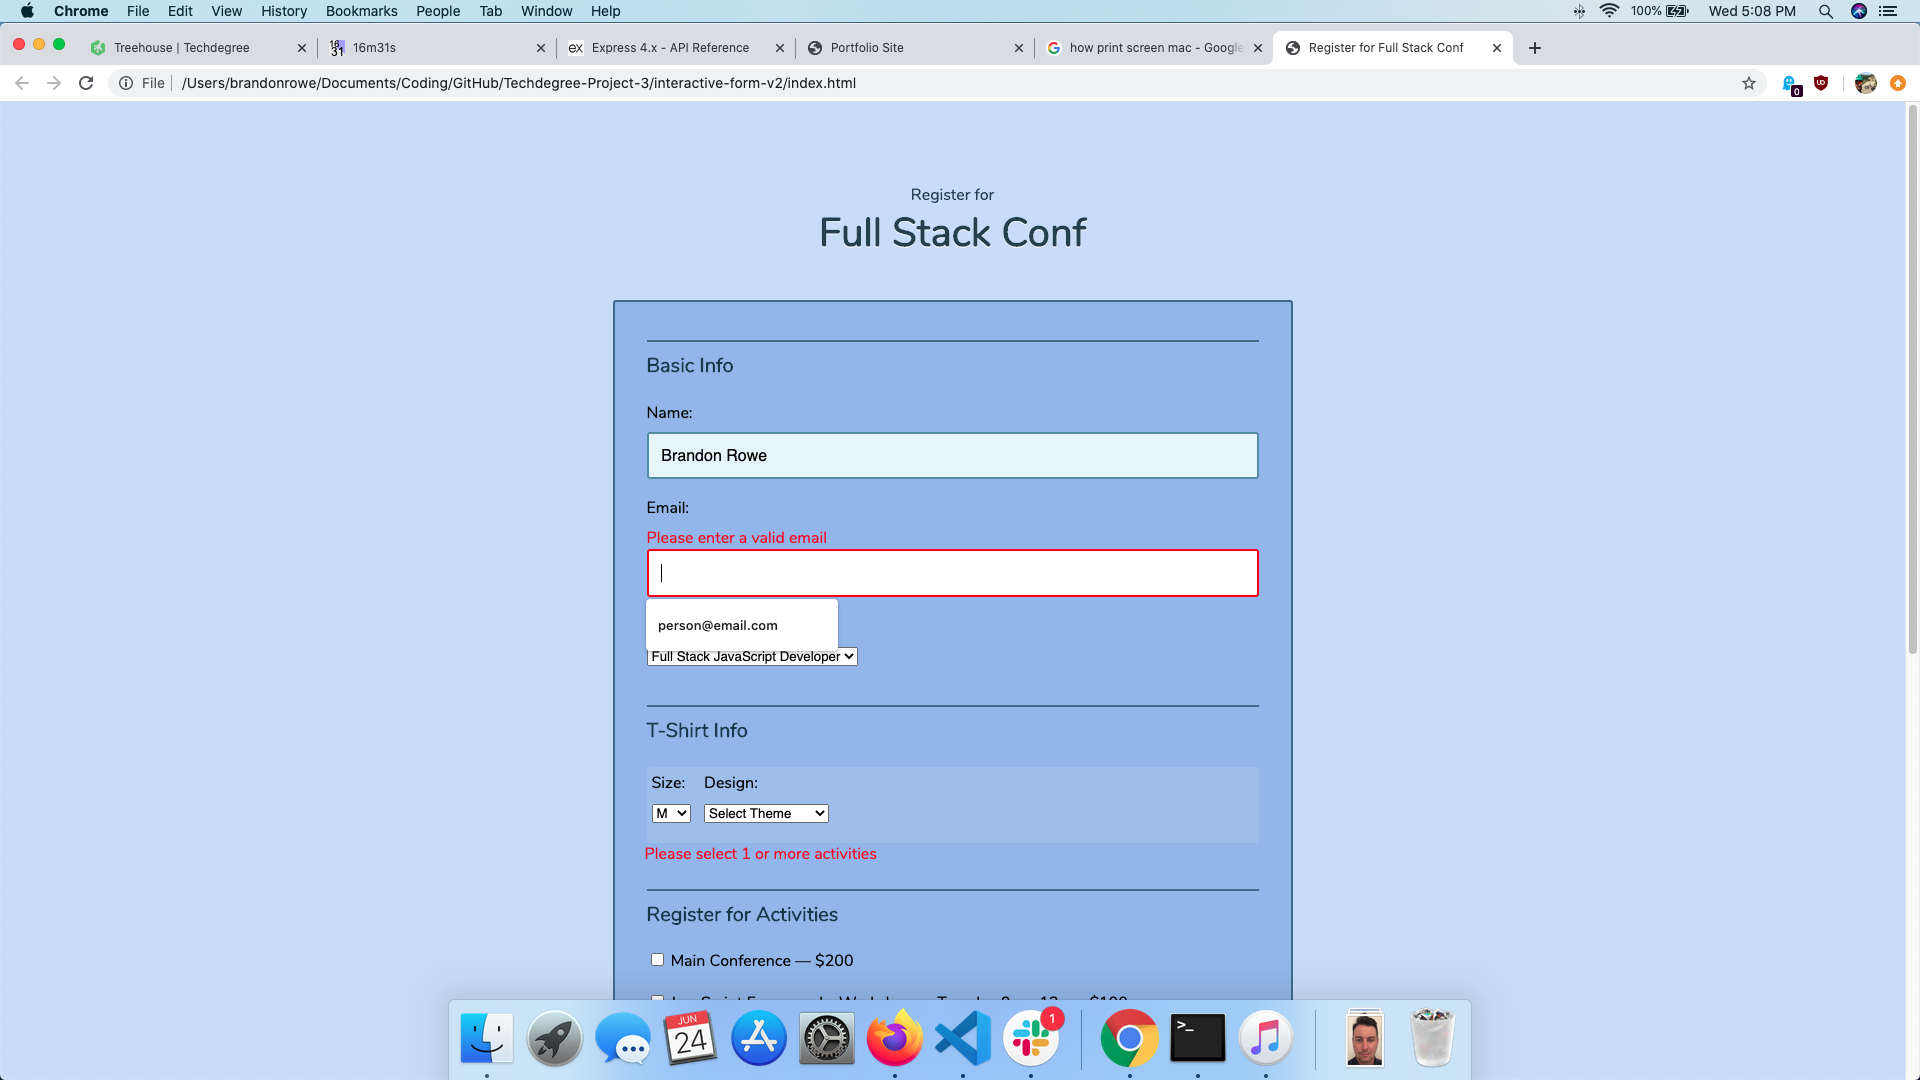 Chrome File Edit View History Bookmarks People Tab Window Help 100% Wed 5:08 PM
Treehouse | Techdegree 16 31 16m31s ex Express 4.x - API Reference Portfolio Site how print screen mac - Google Register for Full Stack Conf
File /Users/brandonrowe/Documents/Coding/GitHub/Techdegree-Project-3/interactive-form-v2/index.html 0
Register for
Full Stack Conf
Basic Info
Name:
Brandon Rowe
Email:
Please enter a valid email
person@email.com
Full Stack JavaScript Developer
T-Shirt Info
Size: Design:
M Select Theme
Please select 1 or more activities
Register for Activities
Main Conference — $200
JUN
24
1
>_